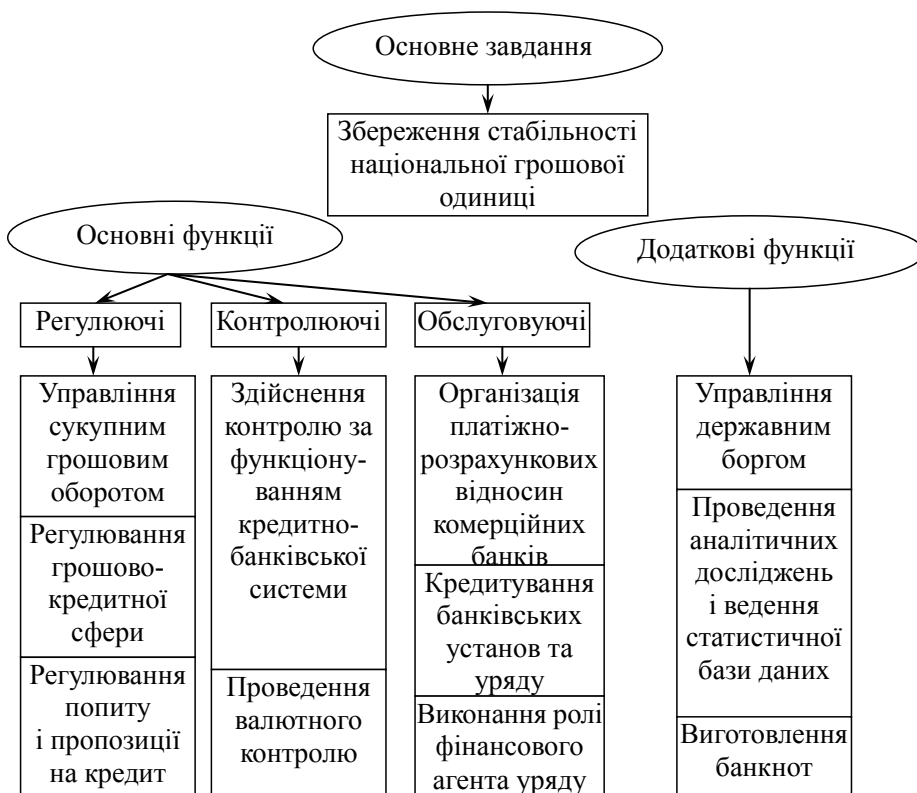 Основне завдання
Збереження стабільності
національної грошової
одиниці
Основні функції
Додаткові функції
Регулюючі
Контролюючі
Обслуговуючі
Управління
сукупним
грошовим
оборотом
Регулювання
грошово-
кредитної
сфери
Регулювання
попиту
і пропозиції
на кредит
Здійснення
контролю за
функціону-
ванням
кредитно-
банківської
системи
Проведення
валютного
контролю
Організація
платіжно-
розрахункових
відносин
комерційних
банків
Кредитування
банківських
установ та
уряду
Виконання ролі
фінансового
агента уряду
Управління
державним
боргом
Проведення
аналітичних
досліджень
і ведення
статистичної
бази даних
Виготовлення
банкнот